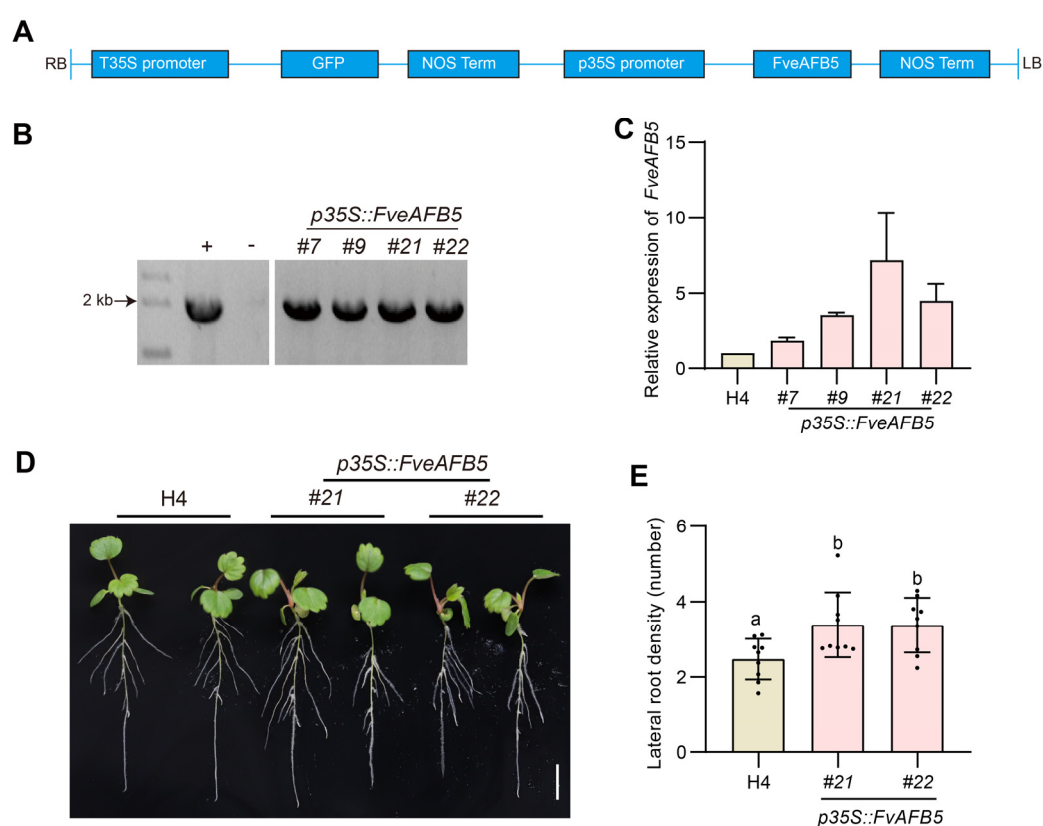 A
RB T35S promoter GFP NOS Term p35S promoter FveAFB5 NOS Term LB
B
p35S::FveAFB5
+ - #7 #9 #21 #22
2 kb
C
Relative expression of FveAFB5
15
10
5
0
H4 #7 #9 #21 #22
p35S::FveAFB5
D
p35S::FveAFB5
H4 #21 #22
E
Lateral root density (number)
6
4
2
0
a b b
H4 #21 #22
p35S::FvAFB5